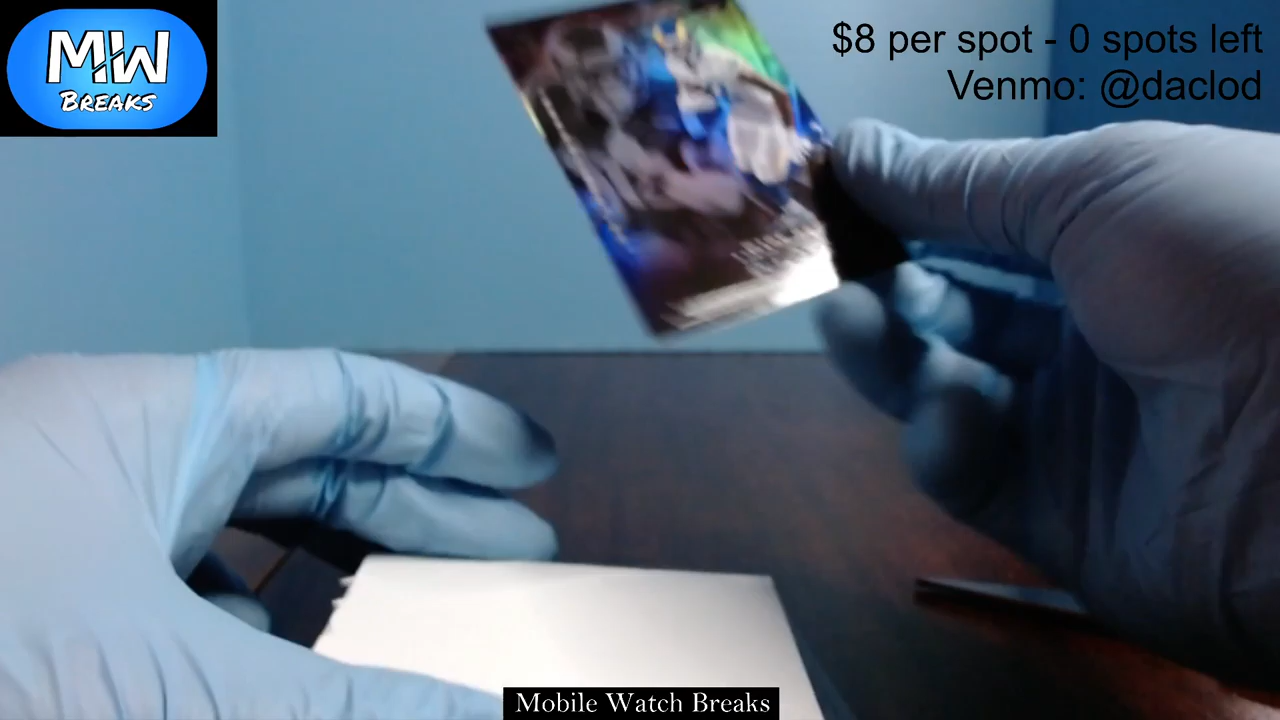 MW
BREAKS
$8 per spot - 0 spots left
Venmo: @daclod
Mobile Watch Breaks